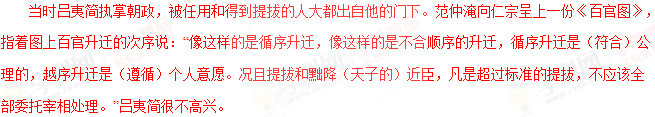 当时吕夷简执掌朝政，被任用和得到提拔的人大都出自他的门下。范仲淹向仁宗呈上一份《百官图》，
指着图上百官升迁的次序说：“像这样的是循序升迁，像这样的是不合顺序的升迁，循序升迁是（符合）公
理的，越序升迁是（遵循）个人意愿。况且提拔和黜降（天子的）近臣，凡是超过标准的提拔，不应该全
部委托宰相处理。”吕夷简很不高兴。